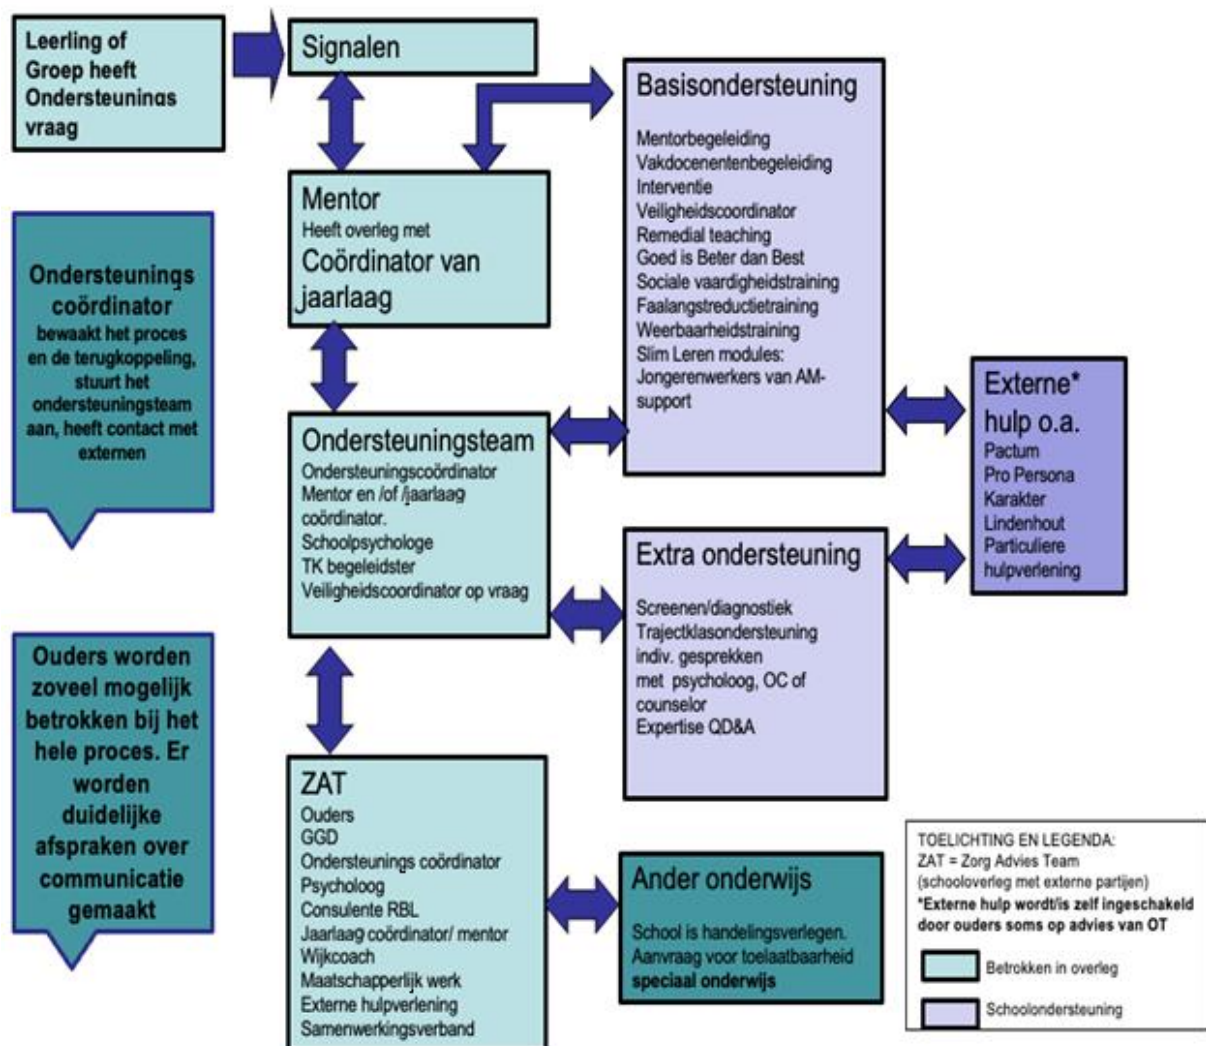 Leerling of
Groep heeft
Ondersteunings
vraag
Signalen
Mentor
Heeft overleg met
Coördinator van
jaarlaag
Basisondersteuning
Mentorbegeleiding
Vakdocenentenbegeleiding
Interventie
Veiligheidscoordinator
Remedial teaching
Goed is Beter dan Best
Sociale vaardigheidstraining
Faalangstreductietraining
Weerbaarheidstraining
Slim Leren modules:
Jongerenwerkers van AM-
support
Ondersteunings
coördinator
bewaakt het proces
en de terugkoppeling,
stuurt het
ondersteuningsteam
aan, heeft contact met
externen
Ondersteuningsteam
Ondersteuningscoördinator
Mentor en /of /jaarlaag
coördinator.
Schoolpsychologe
TK begeleidster
Veiligheidscoordinator op vraag
Externe*
hulp o.a.
Pactum
Pro Persona
Karakter
Lindenhout
Particuliere
hulpverlening
Extra ondersteuning
Screenen/diagnostiek
Trajectklasondersteuning
indiv. gesprekken
met psycholoog, OC of
counselor
Expertise QD&A
Ouders worden
zoveel mogelijk
betrokken bij het
hele proces. Er
worden
duidelijke
afspraken over
communicatie
gemaakt
ZAT
Ouders
GGD
Ondersteunings coördinator
Psycholoog
Consulente RBL
Jaarlaag coördinator/ mentor
Wijkcoach
Maatschapperlijk werk
Externe hulpverlening
Samenwerkingsverband
Ander onderwijs
School is handelingsverlegen.
Aanvraag voor toelaatbaarheid
speciaal onderwijs
TOELICHTING EN LEGENDA:
ZAT = Zorg Advies Team
(schooloverleg met externe partijen)
*Externe hulp wordt/is zelf ingeschakeld
door ouders soms op advies van OT
Betrokken in overleg
Schoolondersteuning